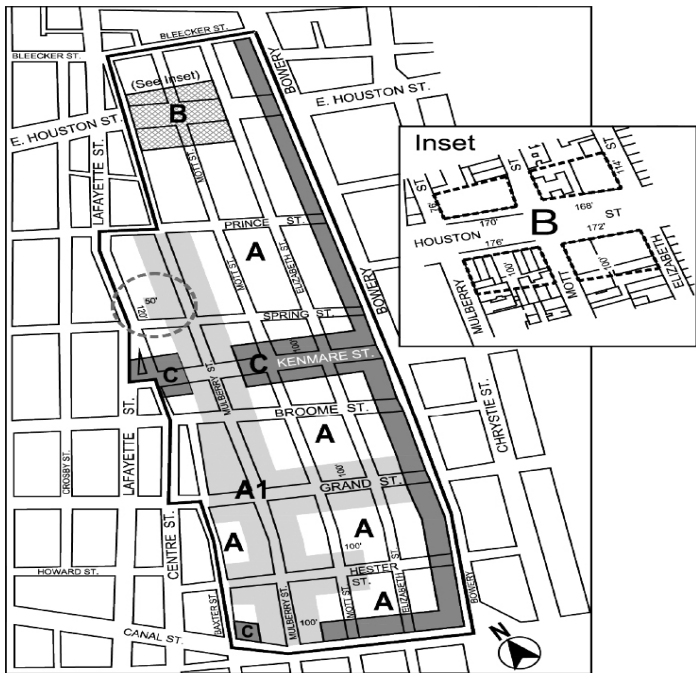 BLEECKER ST.
BLEECKER ST.
(See Inset)
B
BOWERY
E. HOUSTON ST.
E. HOUSTON ST.
LAFAYETTE ST.
MOTT ST.
PRINCE ST.
A
MOTT ST.
ELIZABETH ST.
BOWERY
50'
120'
SPRING ST.
100'
C
C
KENMARE ST.
MULBERRY ST.
BROOME ST.
A
CROSBY ST.
LAFAYETTE ST.
CHRYSTIE ST.
A1
100'
GRAND ST.
CENTRE ST.
A
A
100'
HESTER ST.
HOWARD ST.
BAXTER ST.
MULBERRY ST.
MOTT ST.
ELIZABETH ST.
A
BOWERY
C
100'
CANAL ST.
N
Inset
ST
ST
76'
170'
168'
114'
B
HOUSTON ST
176'
172'
100'
100'
MULBERRY
MOTT
ELIZABETH